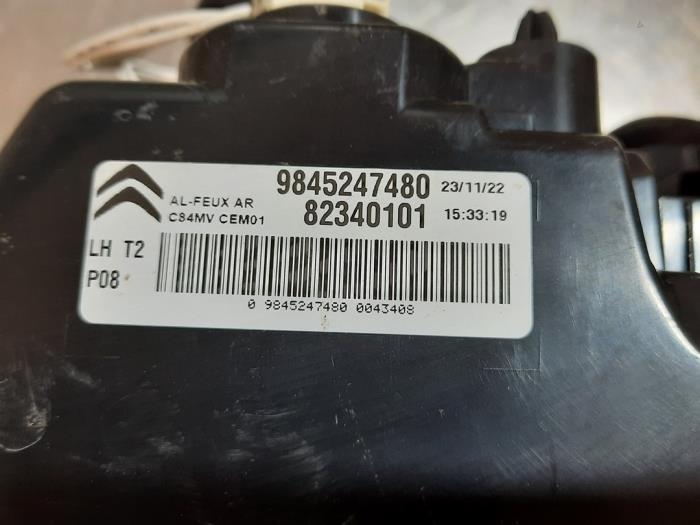 9845247480 23/11/22
AL-FEUX AR
C84MV CEM01 82340101 15:33:19
LH T2
P08
0 9845247480 0043408